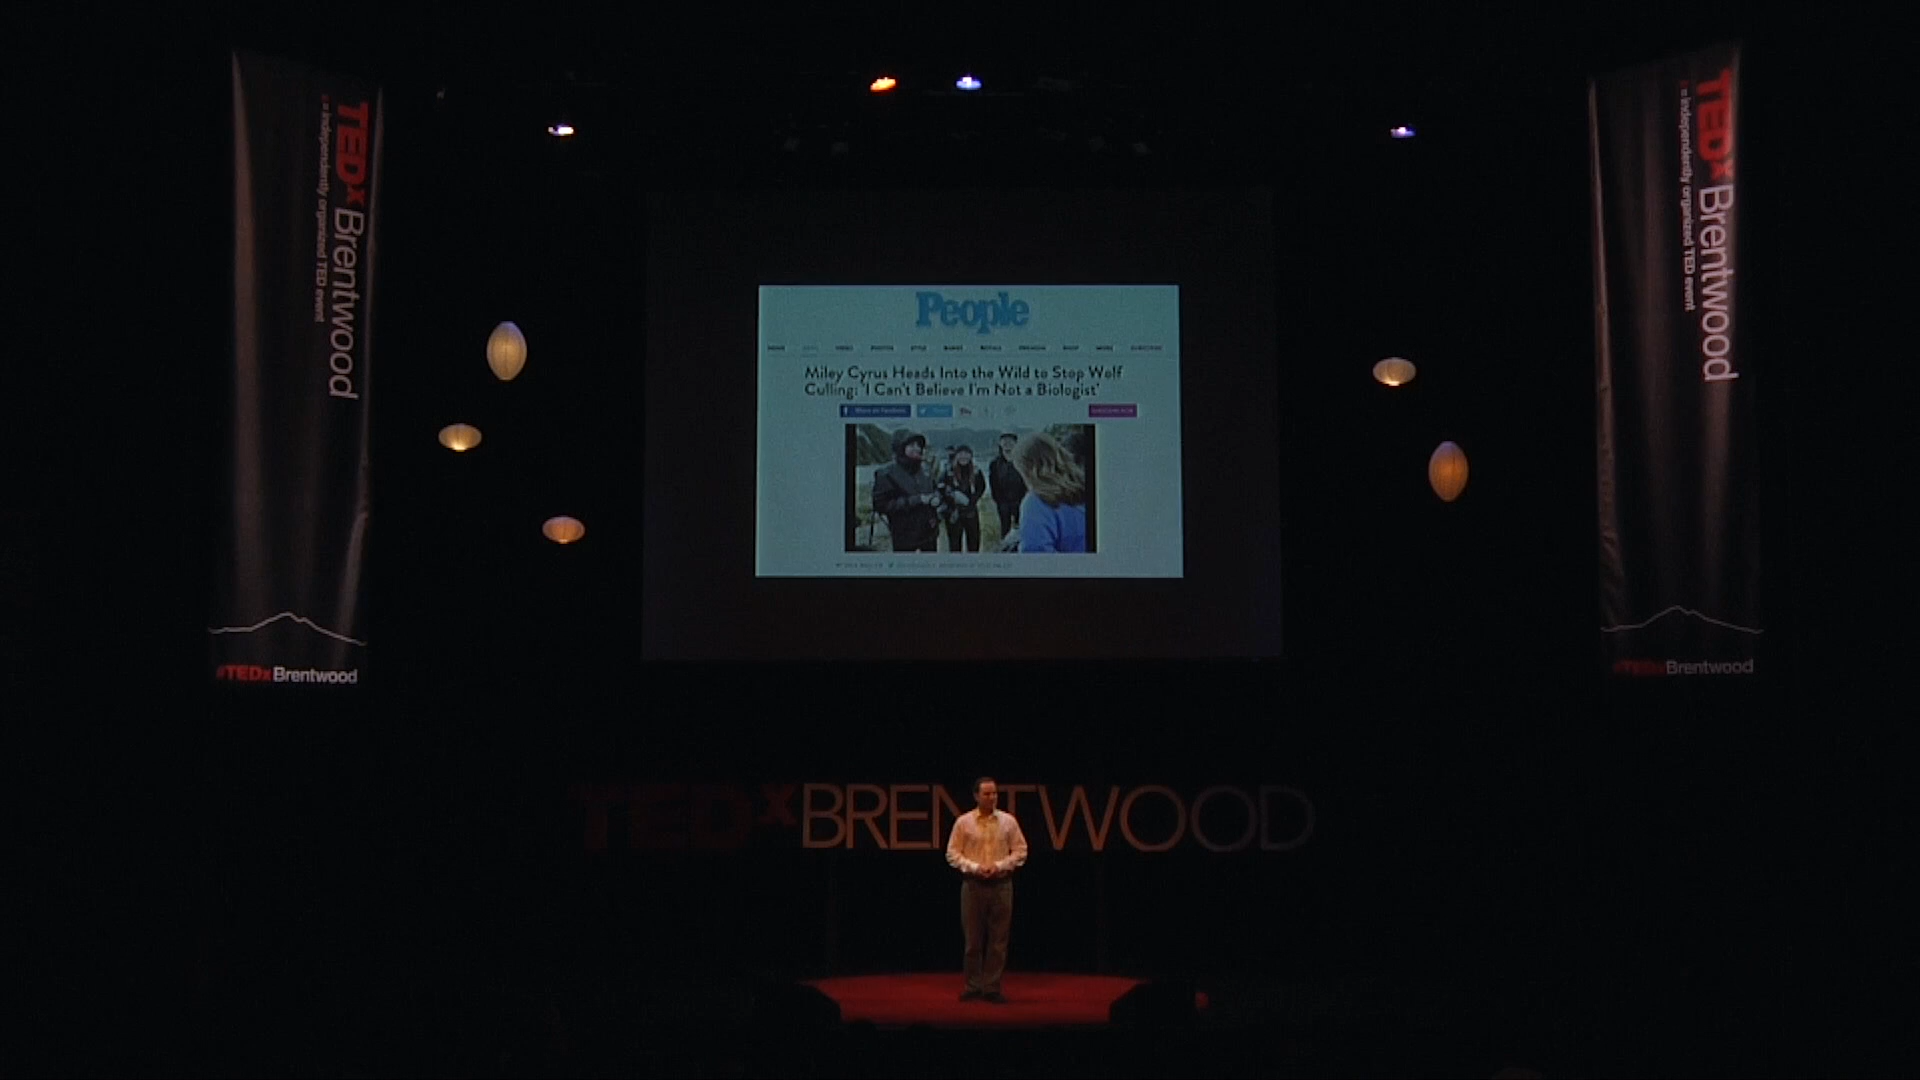 TEDx Brentwood
x = independently organized TED event
#TEDxBrentwood
People
Miley Cyrus Heads Into the Wild to Stop Wolf
Culling: 'I Can't Believe I'm Not a Biologist'
TEDxBRENTWOOD
TEDx Brentwood
x = independently organized TED event
#TEDxBrentwood